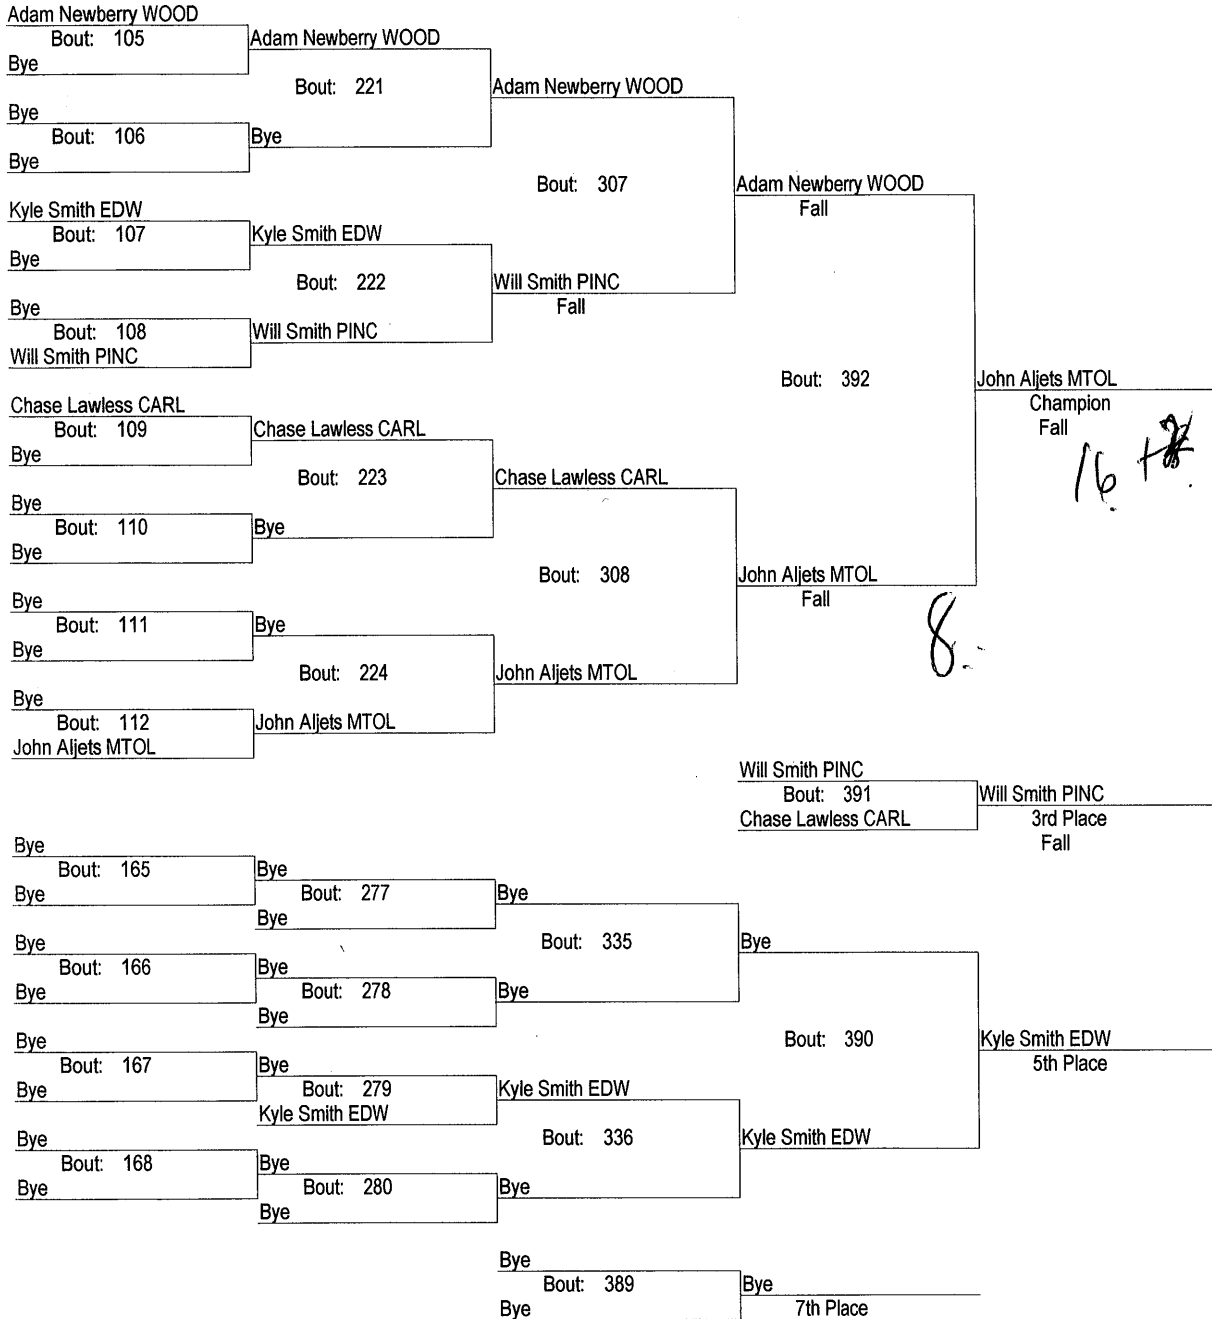 Adam Newberry WOOD
Bout: 105
Adam Newberry WOOD
Bye
Bout: 221
Adam Newberry WOOD
Bye
Bout: 106
Bye
Bye
Bout: 307
Adam Newberry WOOD
Fall
Kyle Smith EDW
Bout: 107
Kyle Smith EDW
Bye
Bout: 222
Will Smith PINC
Fall
Bye
Bout: 108
Will Smith PINC
Will Smith PINC
Bout: 392
John Aljets MTOL
Champion
Fall
16 +
Chase Lawless CARL
Bout: 109
Chase Lawless CARL
Bye
Bout: 223
Chase Lawless CARL
Bye
Bout: 110
Bye
Bye
Bout: 308
John Aljets MTOL
Fall
8
Bye
Bout: 111
Bye
Bye
Bout: 224
John Aljets MTOL
Bye
Bout: 112
John Aljets MTOL
John Aljets MTOL
Will Smith PINC
Bout: 391
Will Smith PINC
Chase Lawless CARL
3rd Place
Fall
Bye
Bout: 165
Bye
Bye
Bout: 277
Bye
Bye
Bout: 335
Bye
Bye
Bout: 166
Bye
Bye
Bout: 278
Bye
Bye
Bout: 390
Kyle Smith EDW
5th Place
Bye
Bout: 167
Bye
Bye
Bout: 279
Kyle Smith EDW
Kyle Smith EDW
Bout: 336
Kyle Smith EDW
Bye
Bout: 168
Bye
Bye
Bout: 280
Bye
Bye
Bye
Bout: 389
Bye
Bye
7th Place